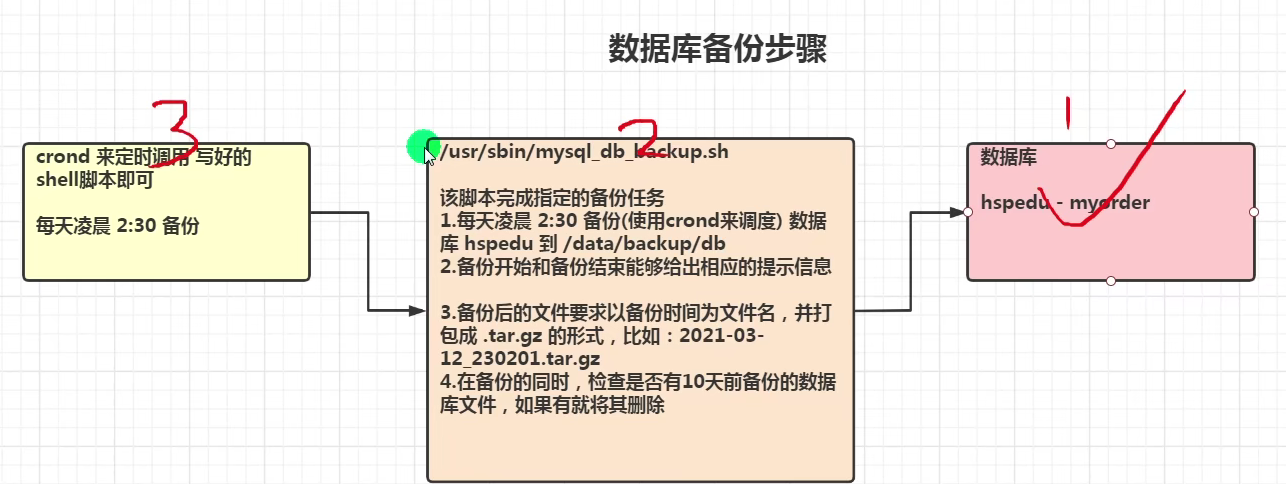 数据库备份步骤
3
crond 来定时调用 写好的
shell脚本即可
每天凌晨 2:30 备份
2
/usr/sbin/mysql_db_backup.sh
该脚本完成指定的备份任务
1.每天凌晨 2:30 备份(使用crond来调度) 数据
库 hspedu 到 /data/backup/db
2.备份开始和备份结束能够给出相应的提示信息
3.备份后的文件要求以备份时间为文件名，并打
包成 .tar.gz 的形式，比如：2021-03-
12_230201.tar.gz
4.在备份的同时，检查是否有10天前备份的数据
库文件，如果有就将其删除
1
数据库
hspedu - myorder